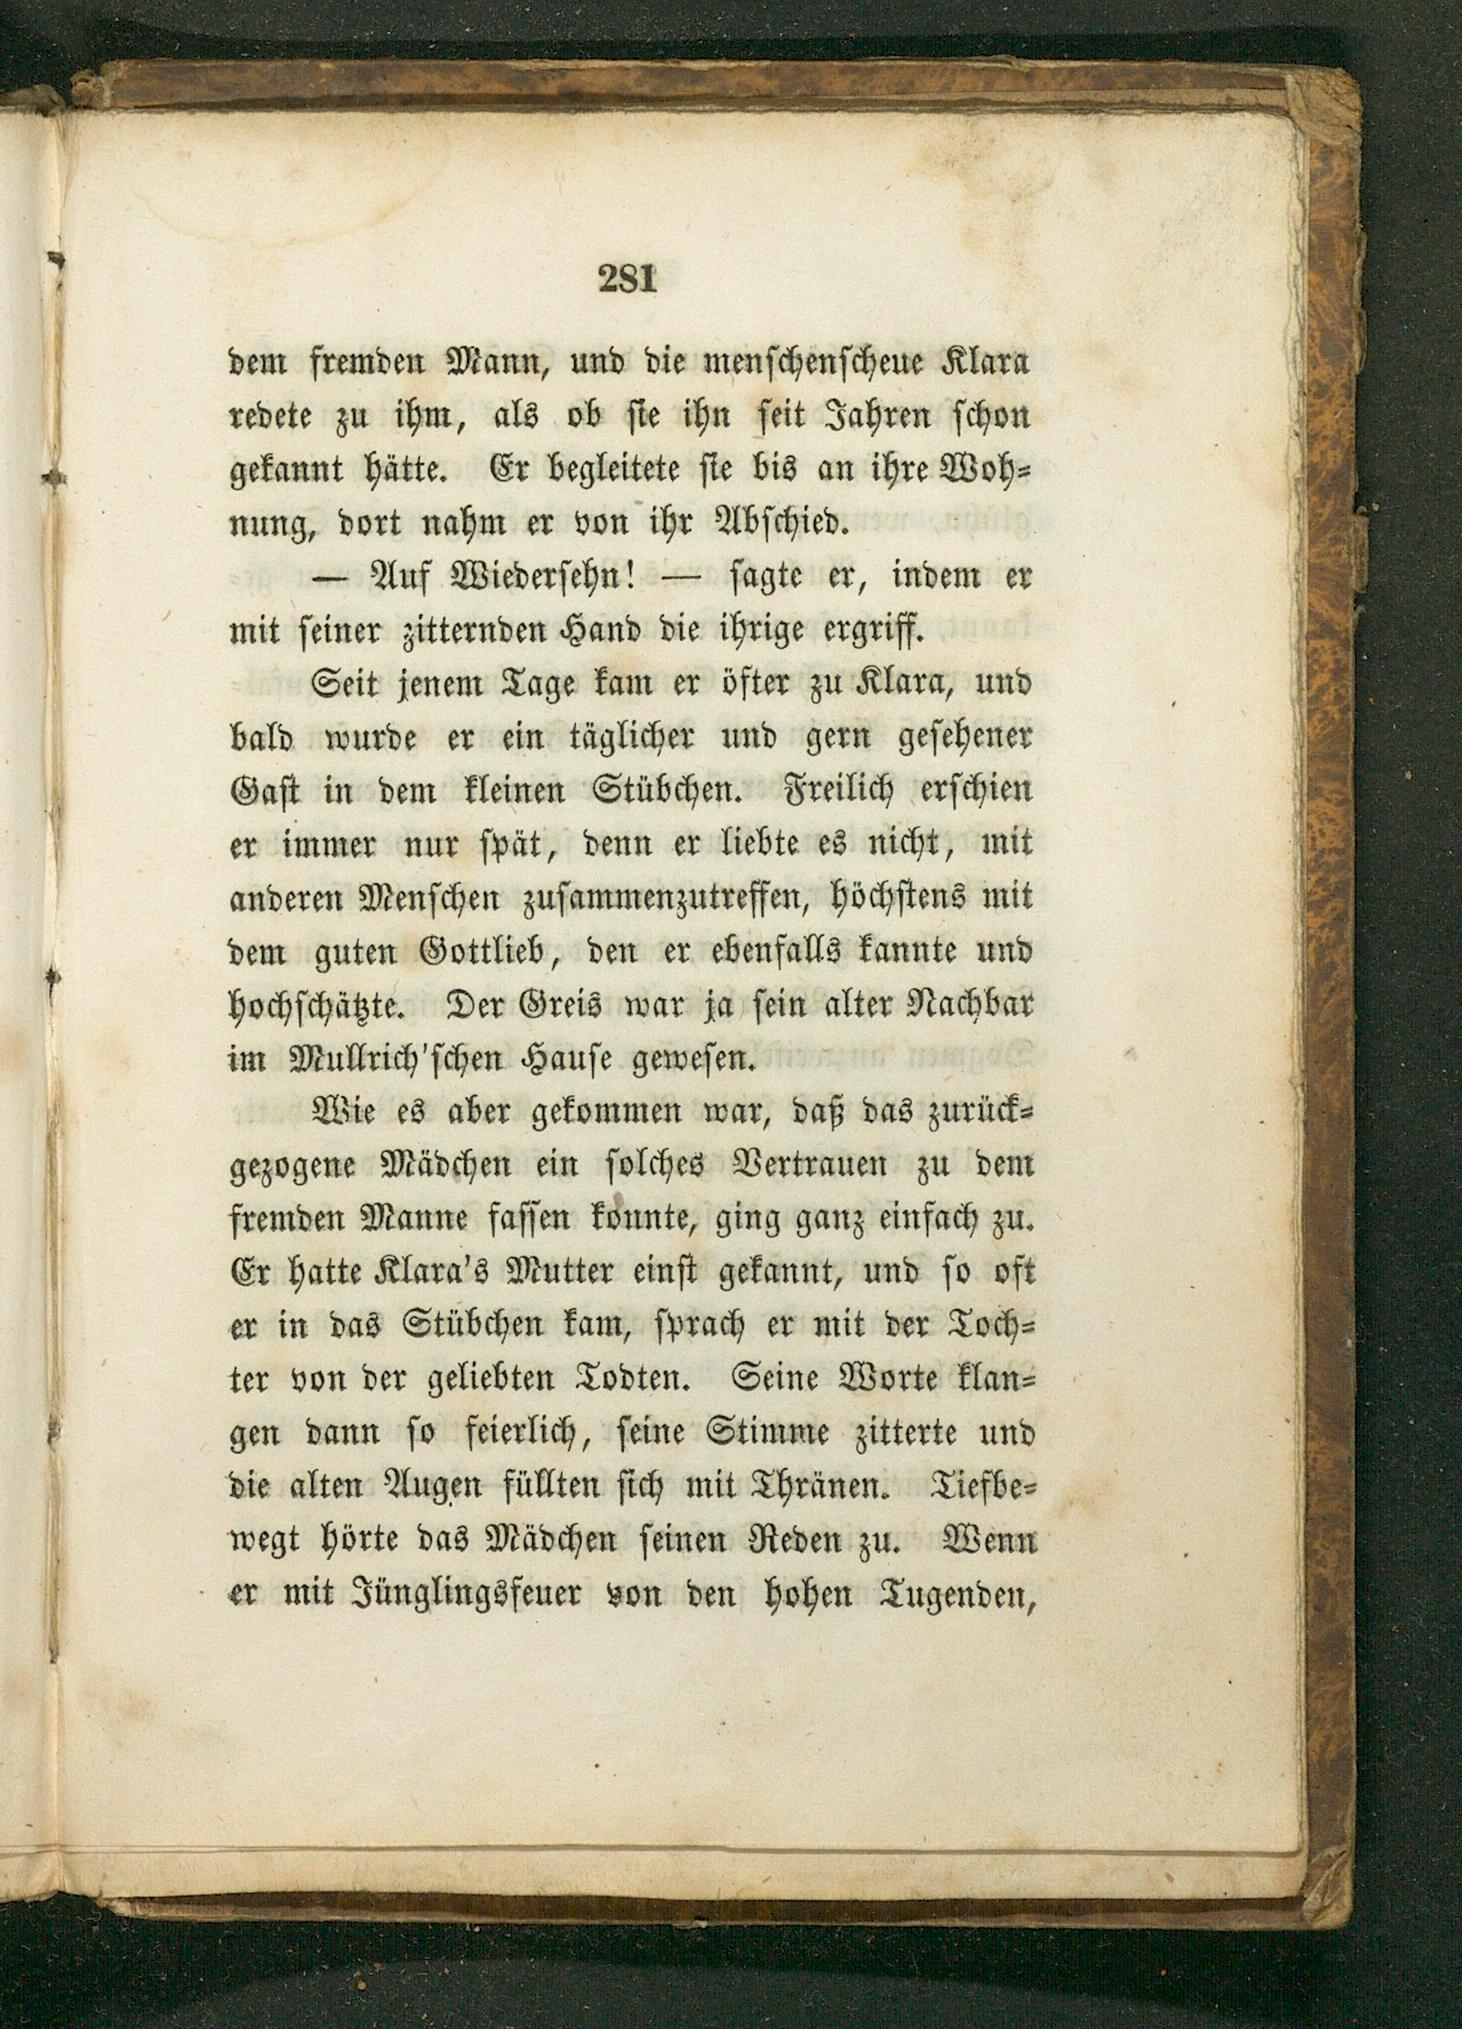 281
dem fremden Mann, und die menschenscheue Klara
redete zu ihm, als ob sie ihn seit Jahren schon
gekannt hätte. Er begleitete sie bis an ihre Woh-
nung, dort nahm er von ihr Abschied.
— Auf Wiedersehn! — sagte er, indem er
mit seiner zitternden Hand die ihrige ergriff.
Seit jenem Tage kam er öfter zu Klara, und
bald wurde er ein täglicher und gern gesehener
Gast in dem kleinen Stübchen. Freilich erschien
er immer nur spät, denn er liebte es nicht, mit
anderen Menschen zusammenzutreffen, höchstens mit
dem guten Gottlieb, den er ebenfalls kannte und
hochschätzte. Der Greis war ja sein alter Nachbar
im Mullrich'schen Hause gewesen.
Wie es aber gekommen war, daß das zurück-
gezogene Mädchen ein solches Vertrauen zu dem
fremden Manne fassen konnte, ging ganz einfach zu.
Er hatte Klara's Mutter einst gekannt, und so oft
er in das Stübchen kam, sprach er mit der Toch-
ter von der geliebten Todten. Seine Worte klan-
gen dann so feierlich, seine Stimme zitterte und
die alten Augen füllten sich mit Thränen. Tiefbe-
wegt hörte das Mädchen seinen Reden zu. Wenn
er mit Jünglingsfeuer von den hohen Tugenden,